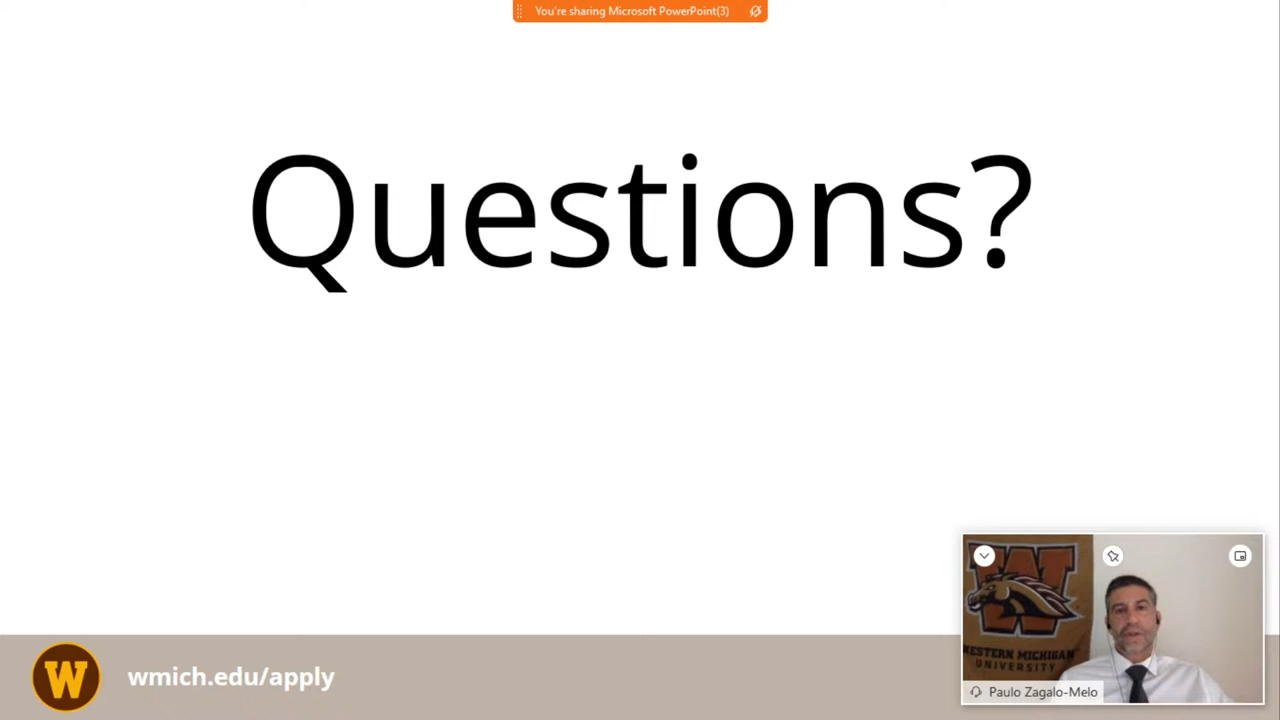 You're sharing Microsoft PowerPoint(3)
Questions?
W
WESTERN MICHIGAN
UNIVERSITY
Paulo Zagalo-Melo
W
wmich.edu/apply